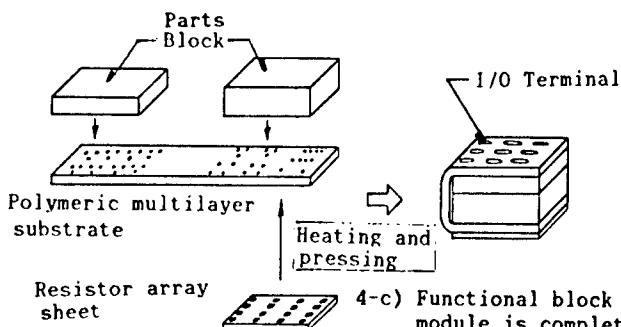 Parts
Block
I/O Terminal
Polymeric multilayer
substrate
Heating and
pressing
Resistor array
sheet
4-c) Functional block
module is complet